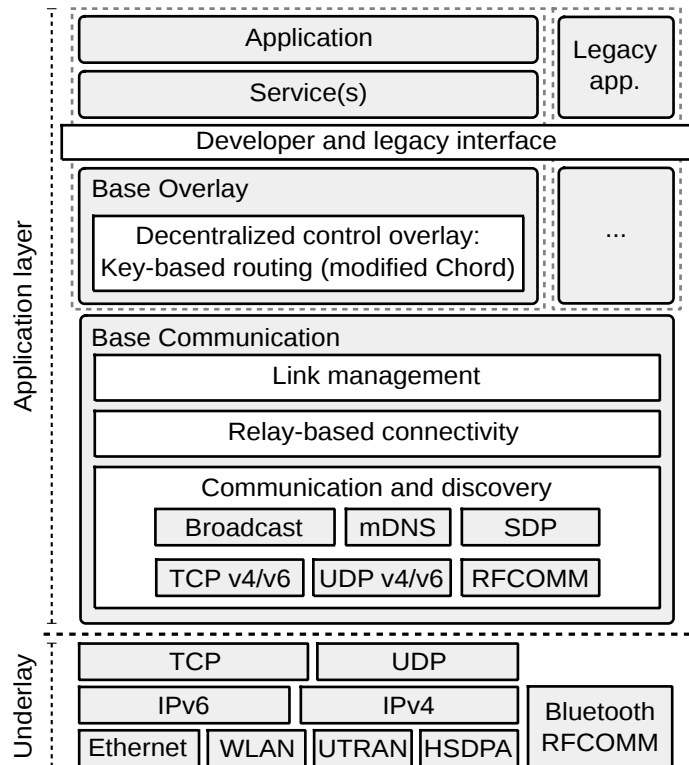 Application layer
Application
Legacy
app.
Service(s)
Developer and legacy interface
Base Overlay
Decentralized control overlay:
Key-based routing (modified Chord)
...
Base Communication
Link management
Relay-based connectivity
Communication and discovery
Broadcast mDNS SDP
TCP v4/v6 UDP v4/v6 RFCOMM
Underlay
TCP UDP
IPv6 IPv4
Bluetooth
RFCOMM
Ethernet WLAN UTRAN HSDPA